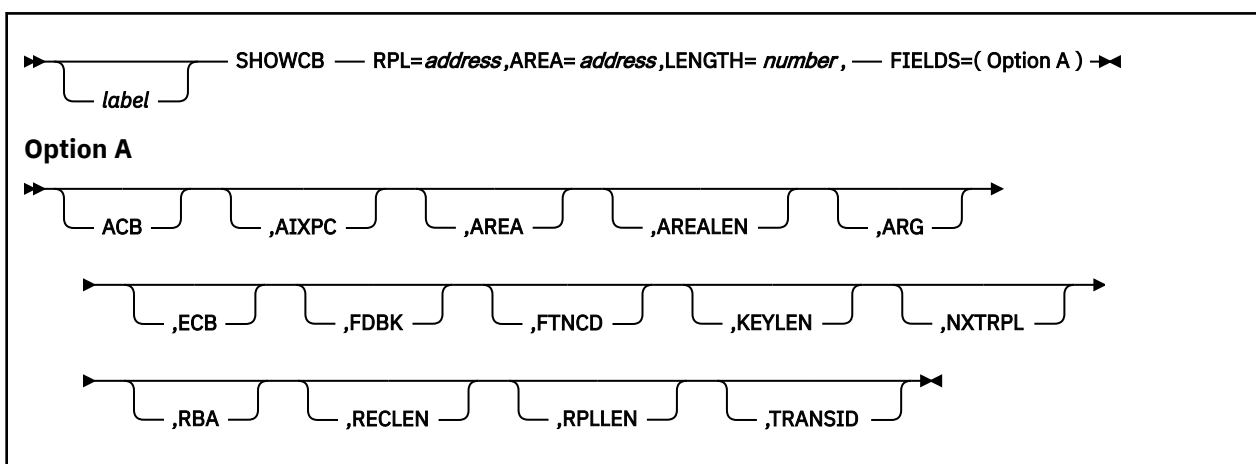 SHOWCB RPL=address,AREA= address,LENGTH= number, FIELDS=( Option A )
label
Option A
ACB ,AIXPC ,AREA ,AREALEN ,ARG
,ECB ,FDBK ,FTNCD ,KEYLEN ,NXTRPL
,RBA ,RECLEN ,RPLLEN ,TRANSID